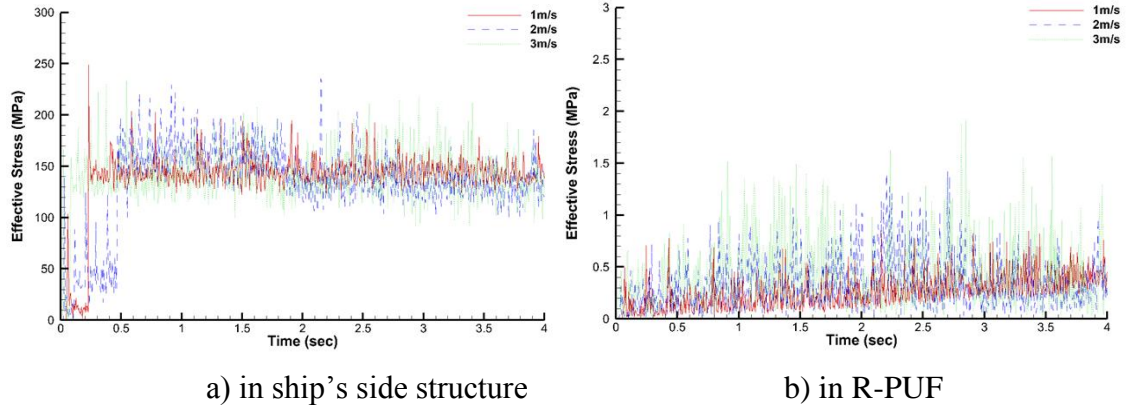 300
250
200
150
100
50
0
Effective Stress (MPa)
0 0.5 1 1.5 2 2.5 3 3.5 4
Time (sec)
1m/s
2m/s
3m/s
a) in ship's side structure
3
2.5
2
1.5
1
0.5
0
Effective Stress (MPa)
0 0.5 1 1.5 2 2.5 3 3.5 4
Time (sec)
1m/s
2m/s
3m/s
b) in R-PUF